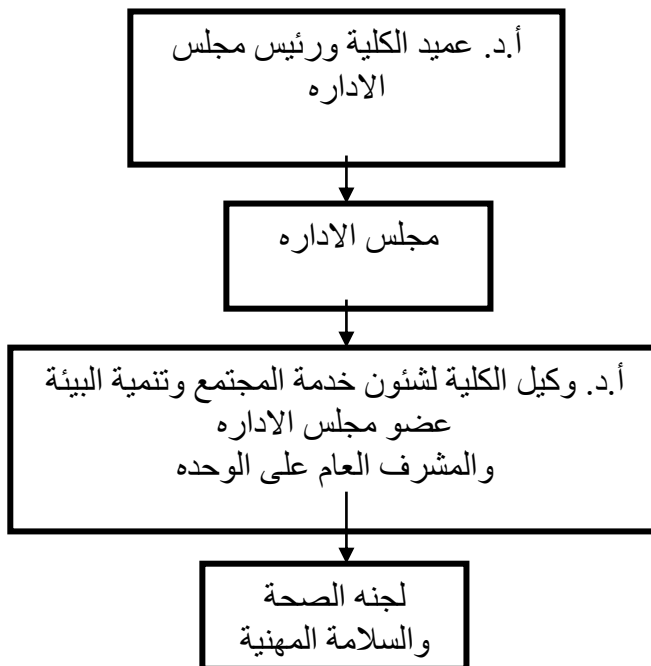 أ.د. عميد الكلية ورئيس مجلس
الاداره
مجلس الاداره
أ.د. وكيل الكلية لشئون خدمة المجتمع وتنمية البيئة
عضو مجلس الاداره
والمشرف العام على الوحده
لجنه الصحة
والسلامة المهنية